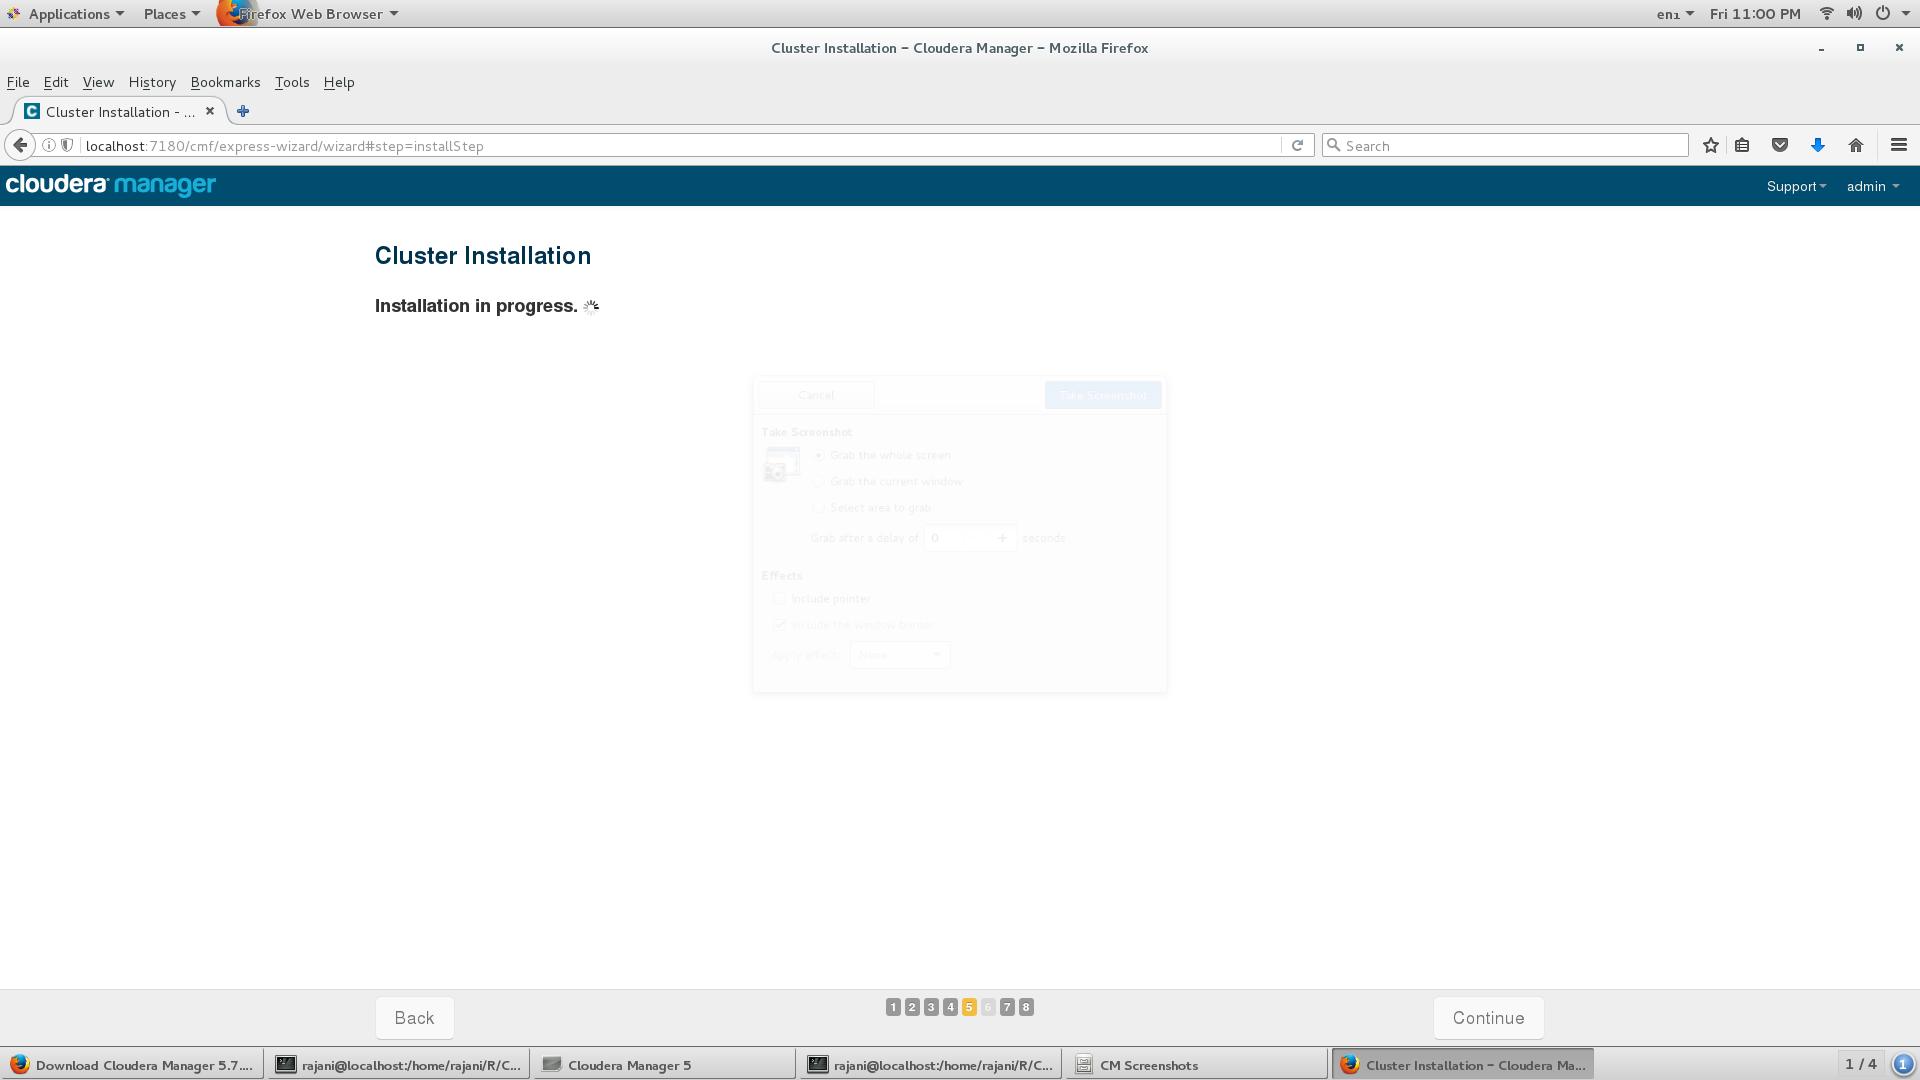 Applications Places Firefox Web Browser en1 Fri 11:00 PM
Cluster Installation - Cloudera Manager - Mozilla Firefox
File Edit View History Bookmarks Tools Help
C Cluster Installation - ...
localhost:7180/cmf/express-wizard/wizard#step=installStep Search
cloudera manager Support admin
Cluster Installation
Installation in progress.
Cancel Take Screenshot
Take Screenshot
Grab the whole screen
Grab the current window
Select area to grab
Grab after a delay of 0 - + seconds
Effects
Include pointer
Include the window border
Apply effect: None
Back 1 2 3 4 5 6 7 8 Continue
Download Cloudera Manager 5.7.... rajani@localhost:/home/rajani/R/C... Cloudera Manager 5 rajani@localhost:/home/rajani/R/C... CM Screenshots Cluster Installation - Cloudera Ma... 1 / 4 1